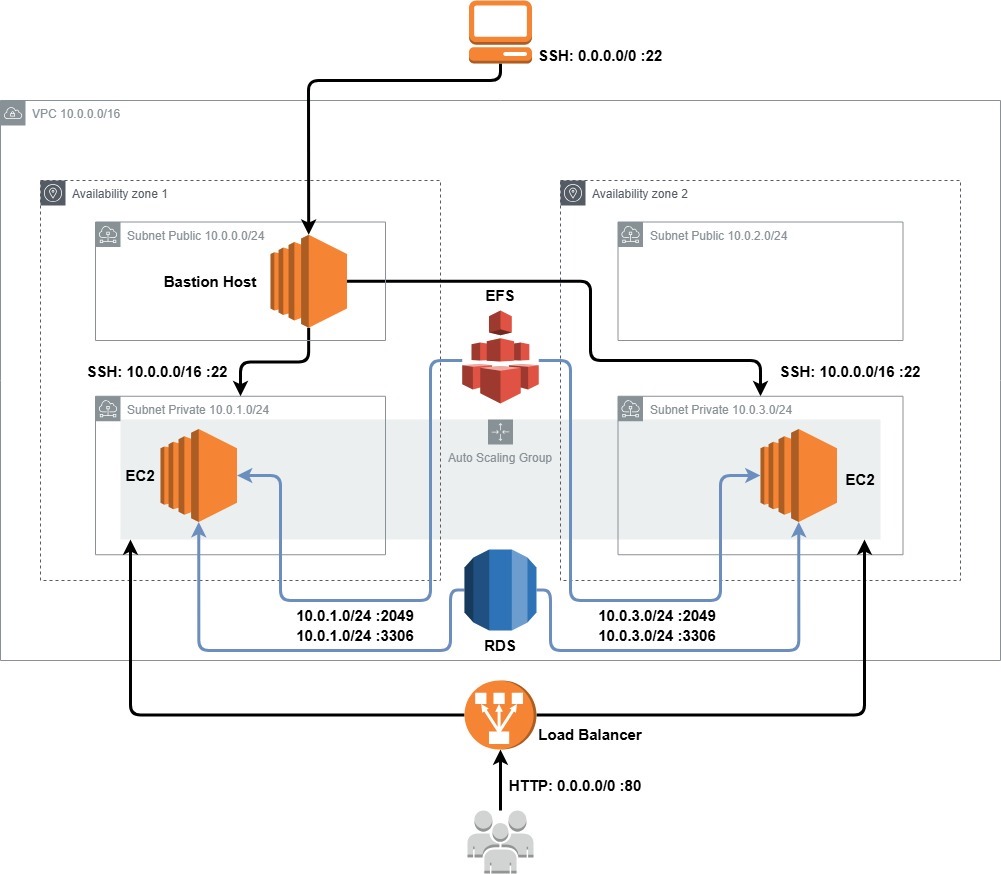 SSH: 0.0.0.0/0 :22
VPC 10.0.0.0/16
Availability zone 1
Availability zone 2
Subnet Public 10.0.0.0/24
Subnet Public 10.0.2.0/24
Bastion Host
EFS
SSH: 10.0.0.0/16 :22
SSH: 10.0.0.0/16 :22
Subnet Private 10.0.1.0/24
Subnet Private 10.0.3.0/24
Auto Scaling Group
EC2
EC2
10.0.1.0/24 :2049
10.0.1.0/24 :3306
10.0.3.0/24 :2049
10.0.3.0/24 :3306
RDS
Load Balancer
HTTP: 0.0.0.0/0 :80